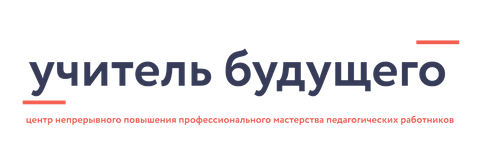 учитель будущего
центр непрерывного повышения профессионального мастерства педагогических работников